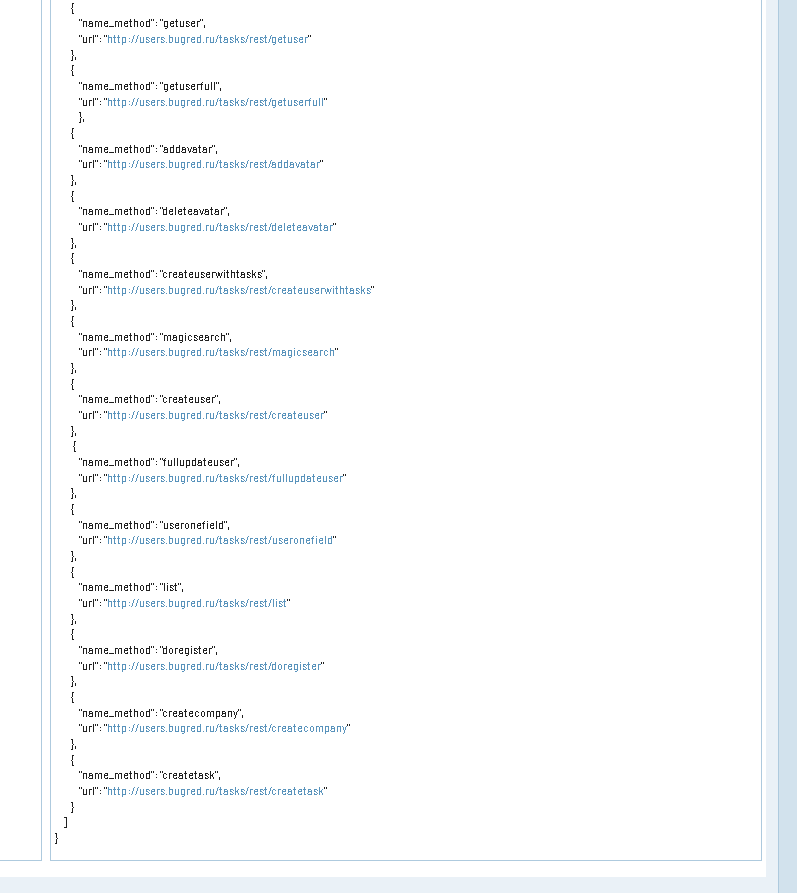 {
"name_method": "getuser",
"url": "http://users.bugred.ru/tasks/rest/getuser"
},
{
"name_method": "getuserfull",
"url": "http://users.bugred.ru/tasks/rest/getuserfull"
},
{
"name_method": "addavatar",
"url": "http://users.bugred.ru/tasks/rest/addavatar"
},
{
"name_method": "deleteavatar",
"url": "http://users.bugred.ru/tasks/rest/deleteavatar"
},
{
"name_method": "createuserwithtasks",
"url": "http://users.bugred.ru/tasks/rest/createuserwithtasks"
},
{
"name_method": "magicsearch",
"url": "http://users.bugred.ru/tasks/rest/magicsearch"
},
{
"name_method": "createuser",
"url": "http://users.bugred.ru/tasks/rest/createuser"
},
{
"name_method": "fullupdateuser",
"url": "http://users.bugred.ru/tasks/rest/fullupdateuser"
},
{
"name_method": "useronefield",
"url": "http://users.bugred.ru/tasks/rest/useronefield"
},
{
"name_method": "list",
"url": "http://users.bugred.ru/tasks/rest/list"
},
{
"name_method": "doregister",
"url": "http://users.bugred.ru/tasks/rest/doregister"
},
{
"name_method": "createcompany",
"url": "http://users.bugred.ru/tasks/rest/createcompany"
},
{
"name_method": "createtask",
"url": "http://users.bugred.ru/tasks/rest/createtask"
}
]
}